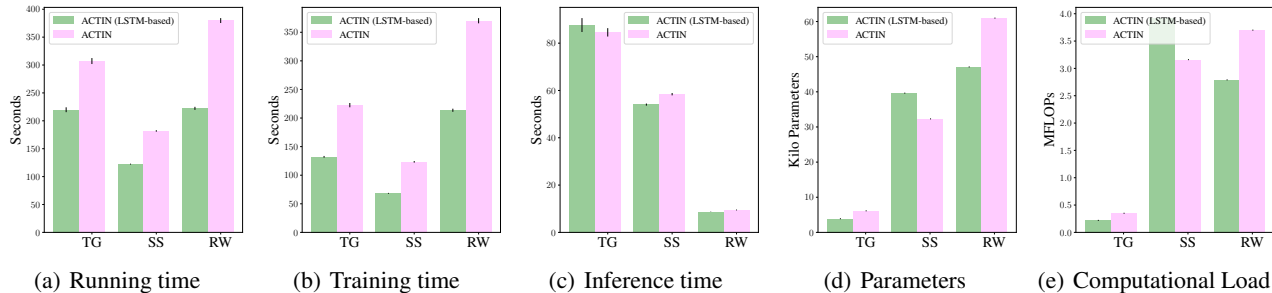 400
350
300
250
200
150
100
50
0
Seconds
ACTIN (LSTM-based)
ACTIN
TG SS RW
(a) Running time
350
300
250
200
150
100
50
0
Seconds
ACTIN (LSTM-based)
ACTIN
TG SS RW
(b) Training time
80
60
40
20
0
Seconds
ACTIN (LSTM-based)
ACTIN
TG SS RW
(c) Inference time
60
50
40
30
20
10
0
Kilo Parameters
ACTIN (LSTM-based)
ACTIN
TG SS RW
(d) Parameters
4.0
3.5
3.0
2.5
2.0
1.5
1.0
0.5
0.0
MFLOPs
ACTIN (LSTM-based)
ACTIN
TG SS RW
(e) Computational Load